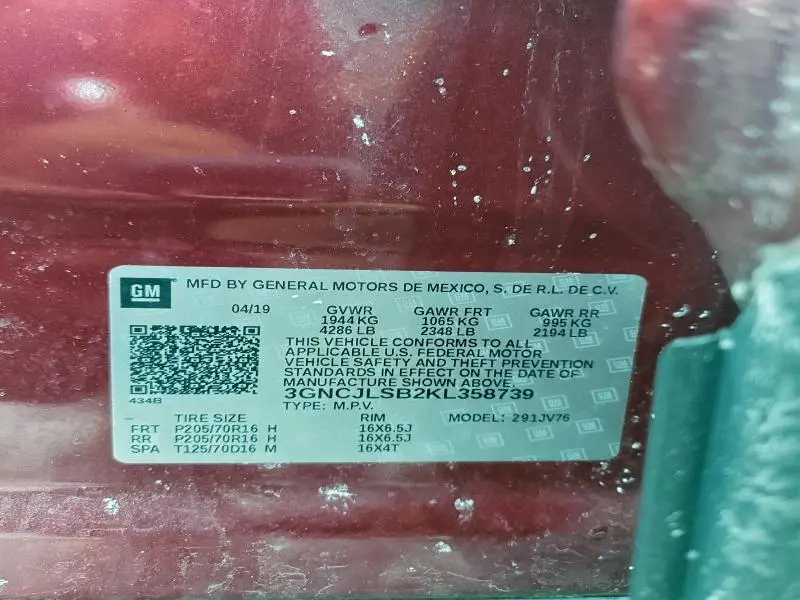 GM MFD BY GENERAL MOTORS DE MEXICO, S. DE R.L. DE C.V.
04/19 GVWR GAWR FRT GAWR RR
1944 KG 1065 KG 995 KG
4286 LB 2348 LB 2194 LB
THIS VEHICLE CONFORMS TO ALL
APPLICABLE U.S. FEDERAL MOTOR
VEHICLE SAFETY AND THEFT PREVENTION
STANDARDS IN EFFECT ON THE DATE OF
MANUFACTURE SHOWN ABOVE.
434B
3GNCJLSB2KL358739
TYPE: M.P.V. MODEL: 291JV76
TIRE SIZE RIM
FRT P205/70R16 H 16X6.5J
RR P205/70R16 H 16X6.5J
SPA T125/70D16 M 16X4T